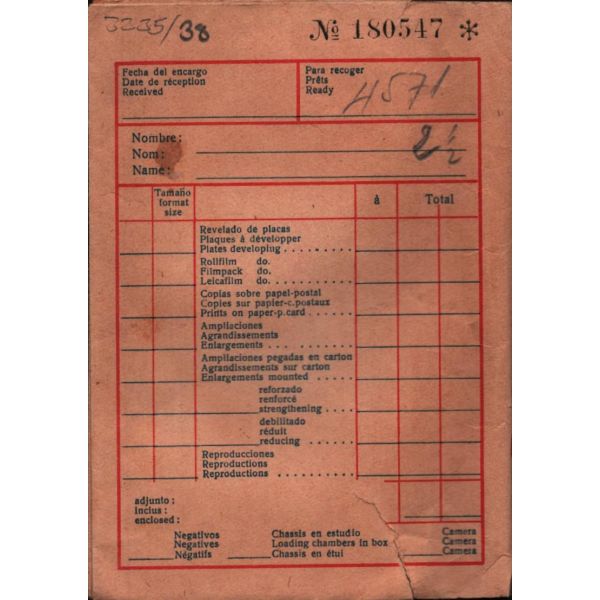 3235/38
№ 180547 *
Fecha del encargo
Date de réception
Received
Para recoger
Prêts
Ready
4571
Nombre:
Nom:
Name:
2 1/2
Tamaño
format
size
à
Total
Revelado de placas
Plaques à développer
Plates developing . . . . . . . . .
Rollfilm do.
Filmpack do.
Leicafilm do.
Copias sobre papel-postal
Copies sur papier-c.postaux
Prints on paper-p.card . . . . . .
Ampliaciones
Agrandissements
Enlargements . . . . . . . . . .
Ampliaciones pegadas en carton
Agrandissements sur carton
Enlargements mounted . . . . .
reforzado
renforcé
strengthening . . . .
debilitado
réduit
reducing . . . . . . .
Reproducciones
Reproductions
Reproductions . . . . . . . . . . .
adjunto:
inclus:
enclosed:
Negativos Chassis en estudio Camera
Negatives Loading chambers in box Camera
Négatifs Chassis en étui Camera